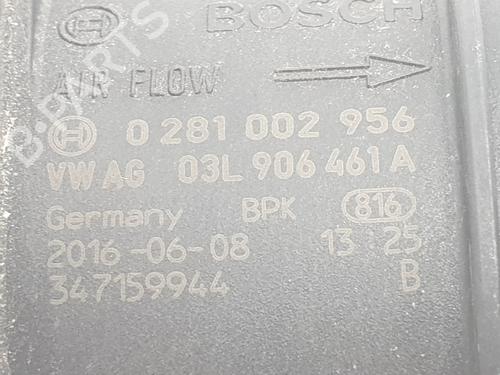 BOSCH
AIR FLOW
0 281 002 956
VW AG 03L 906 461 A
Germany BPK 816
2016-06-08 13 25
347159944 B
B-PARTS